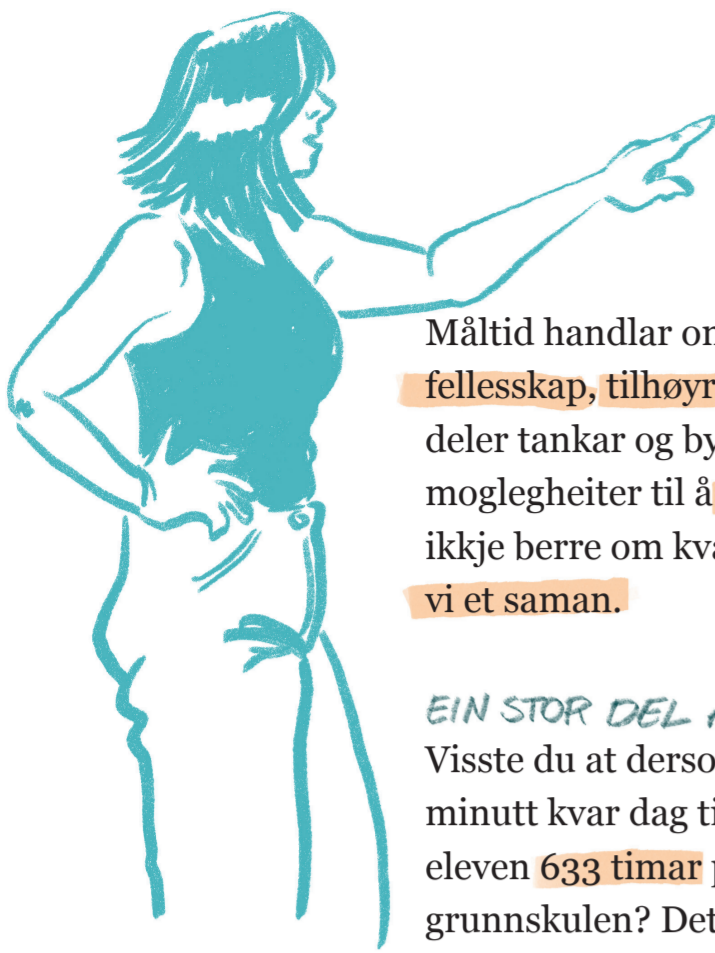 Måltid handlar om
fellesskap, tilhøyr
deler tankar og by
moglegheiter til å
ikkje berre om kva
vi et saman.
EIN STOR DEL
Visste du at derso
minutt kvar dag ti
eleven 633 timar
grunnskulen? Det